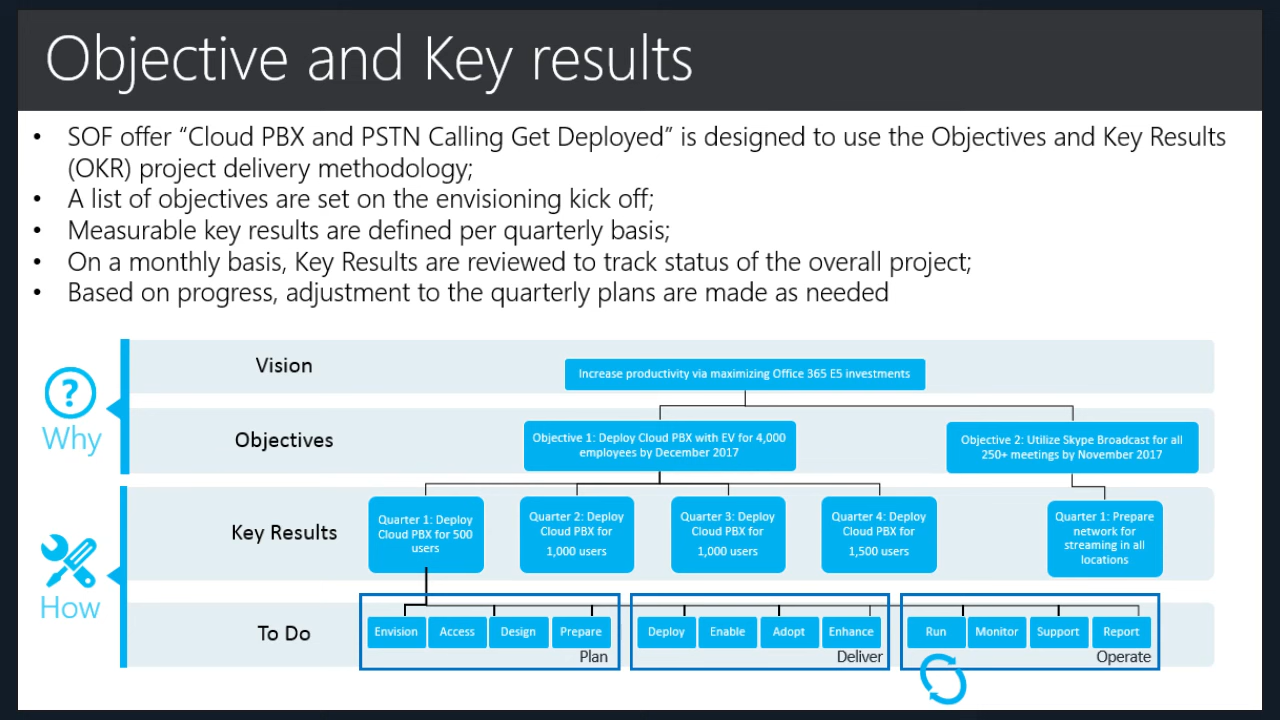 Objective and Key results
• SOF offer “Cloud PBX and PSTN Calling Get Deployed” is designed to use the Objectives and Key Results
(OKR) project delivery methodology;
• A list of objectives are set on the envisioning kick off;
• Measurable key results are defined per quarterly basis;
• On a monthly basis, Key Results are reviewed to track status of the overall project;
• Based on progress, adjustment to the quarterly plans are made as needed
?
Why
Vision
Increase productivity via maximizing Office 365 E5 investments
Objectives
Objective 1: Deploy Cloud PBX with EV for 4,000
employees by December 2017
Objective 2: Utilize Skype Broadcast for all
250+ meetings by November 2017
How
Key Results
Quarter 1: Deploy
Cloud PBX for 500
users
Quarter 2: Deploy
Cloud PBX for
1,000 users
Quarter 3: Deploy
Cloud PBX for
1,000 users
Quarter 4: Deploy
Cloud PBX for
1,500 users
Quarter 1: Prepare
network for
streaming in all
locations
To Do
Envision
Access
Design
Prepare
Plan
Deploy
Enable
Adopt
Enhance
Deliver
Run
Monitor
Support
Report
Operate